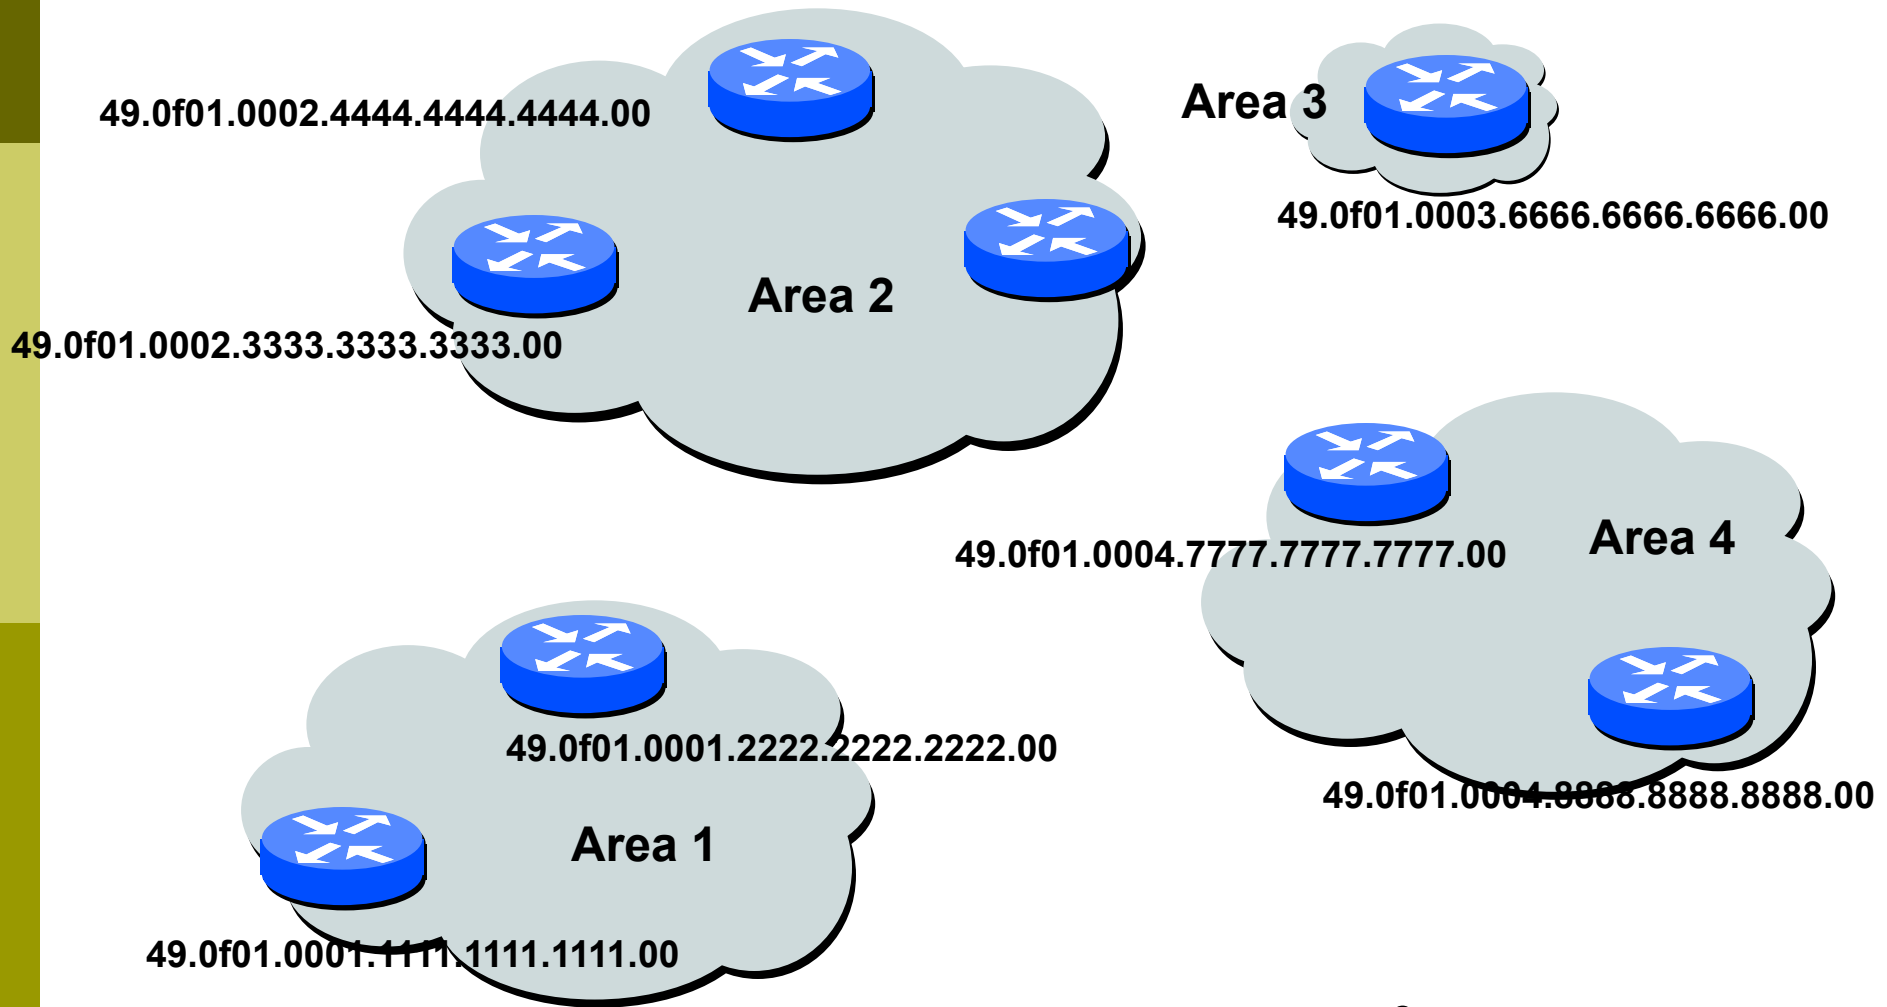 49.0f01.0002.4444.4444.4444.00
Area 3
49.0f01.0003.6666.6666.6666.00
Area 2
49.0f01.0002.3333.3333.3333.00
Area 4
49.0f01.0004.7777.7777.7777.00
49.0f01.0001.2222.2222.2222.00
49.0f01.0004.8888.8888.8888.00
Area 1
49.0f01.0001.1111.1111.1111.00